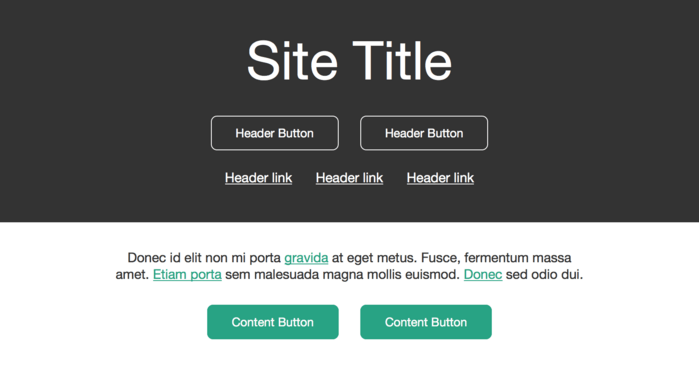 Site Title
Header Button Header Button
Header link Header link Header link
Donec id elit non mi porta gravida at eget metus. Fusce, fermentum massa
amet. Etiam porta sem malesuada magna mollis euismod. Donec sed odio dui.
Content Button Content Button